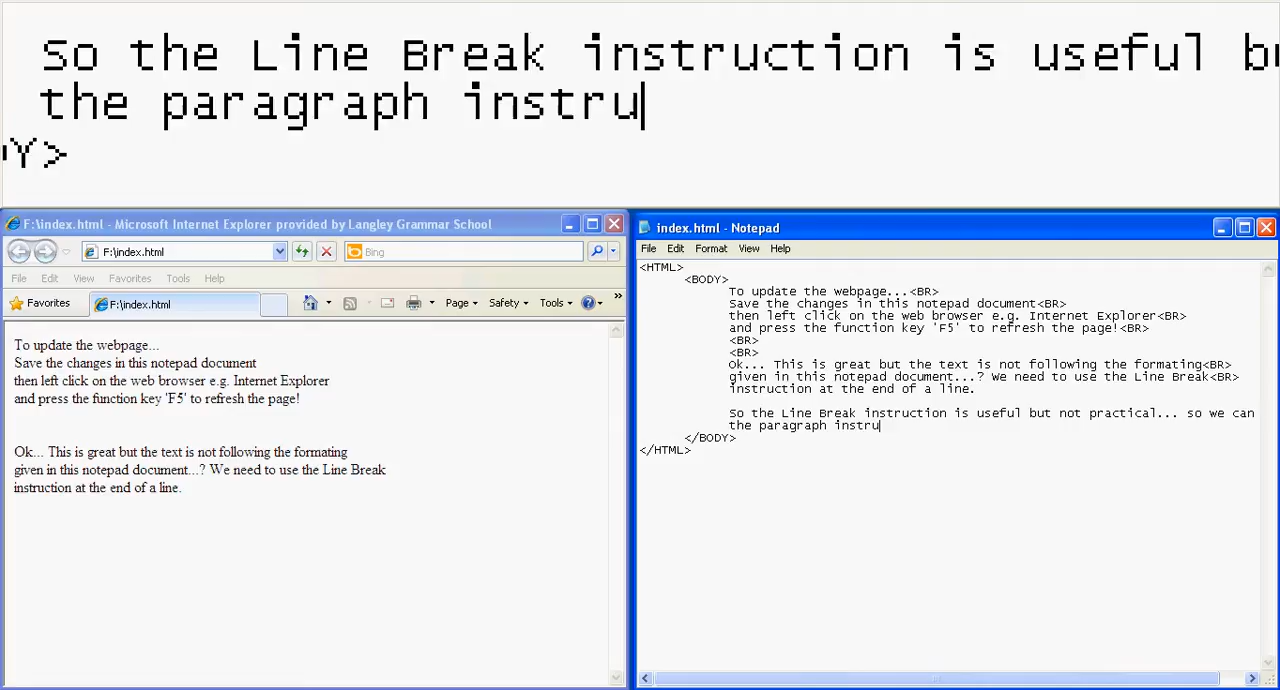 So the Line Break instruction is useful
the paragraph instru
Y>
F:\index.html - Microsoft Internet Explorer provided by Langley Grammar School
F:\index.html
Bing
File Edit View Favorites Tools Help
Favorites
F:\index.html
Page Safety Tools
To update the webpage...
Save the changes in this notepad document
then left click on the web browser e.g. Internet Explorer
and press the function key 'F5' to refresh the page!
Ok... This is great but the text is not following the formating
given in this notepad document...? We need to use the Line Break
instruction at the end of a line.
index.html - Notepad
File Edit Format View Help
<HTML>
<BODY>
To update the webpage...<BR>
Save the changes in this notepad document<BR>
then left click on the web browser e.g. Internet Explorer<BR>
and press the function key 'F5' to refresh the page!<BR>
<BR>
<BR>
Ok... This is great but the text is not following the formating<BR>
given in this notepad document...? We need to use the Line Break<BR>
instruction at the end of a line.
So the Line Break instruction is useful but not practical... so we can
the paragraph instru
</BODY>
</HTML>